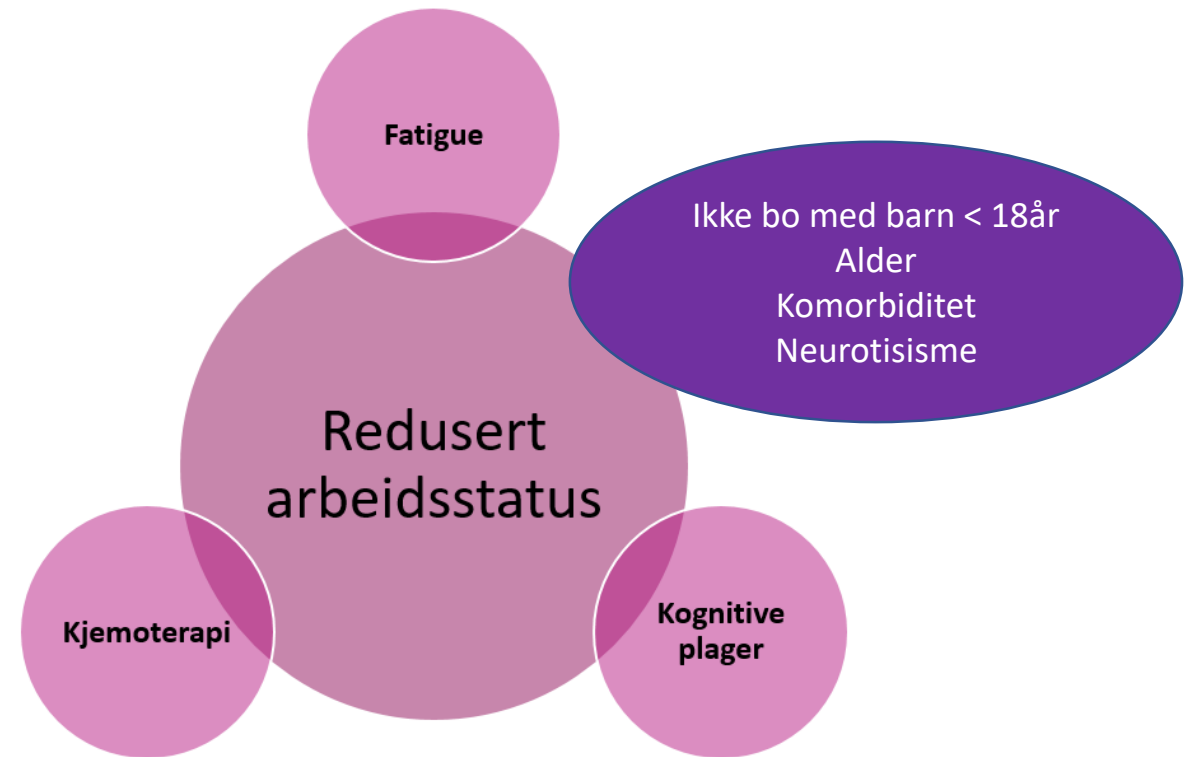 Fatigue
Ikke bo med barn < 18år
Alder
Komorbiditet
Neurotisisme
Redusert
arbeidsstatus
Kjemoterapi
Kognitive
plager